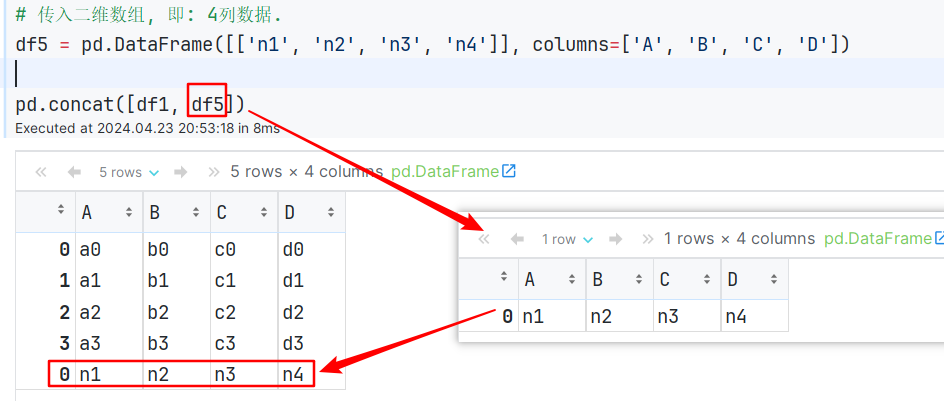 # 传入二维数组, 即: 4列数据.
df5 = pd.DataFrame([['n1', 'n2', 'n3', 'n4']], columns=['A', 'B', 'C', 'D'])
pd.concat([df1, df5])
Executed at 2024.04.23 20:53:18 in 8ms
5 rows 5 rows × 4 columns pd.DataFrame
A B C D
0 a0 b0 c0 d0
1 a1 b1 c1 d1
2 a2 b2 c2 d2
3 a3 b3 c3 d3
0 n1 n2 n3 n4
1 row 1 rows × 4 columns pd.DataFrame
A B C D
0 n1 n2 n3 n4